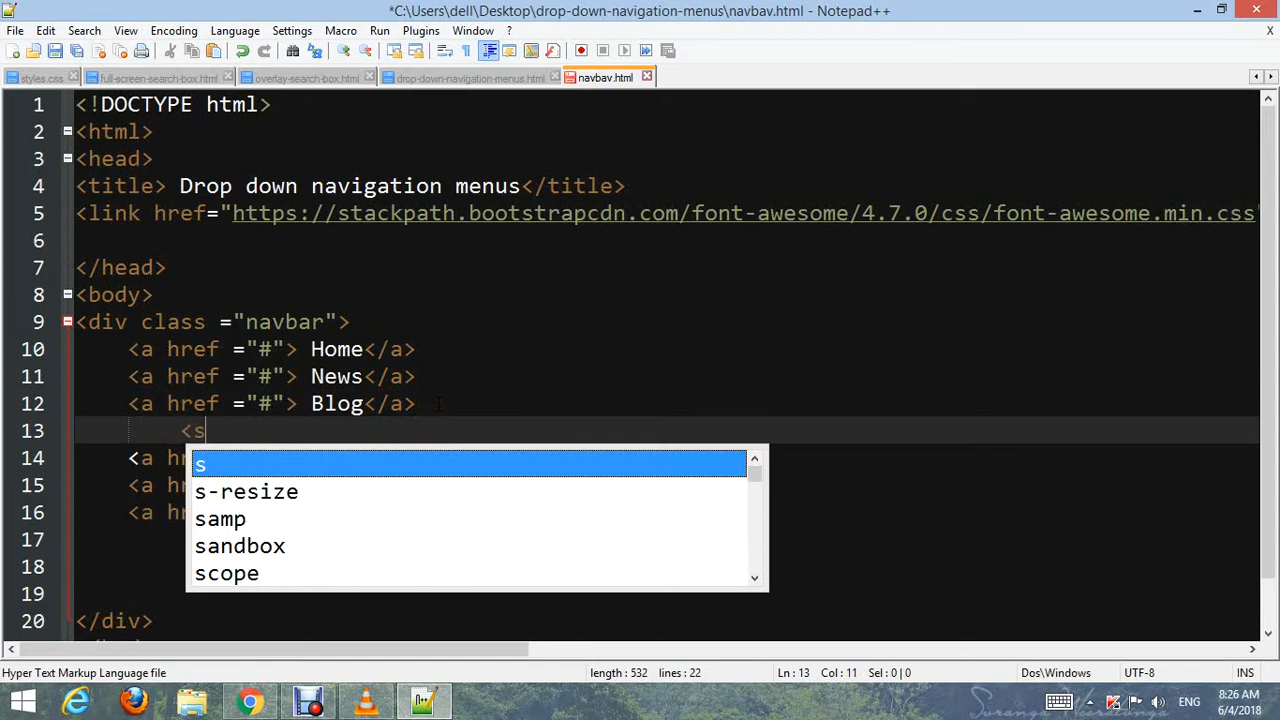 *C:\Users\dell\Desktop\drop-down-navigation-menus\navbav.html - Notepad++
File Edit Search View Encoding Language Settings Macro Run Plugins Window ? X
styles.css full-screen-search-box.html overlay-search-box.html drop-down-navigation-menus.html navbav.html
1 <!DOCTYPE html>
2 <html>
3 <head>
4 <title> Drop down navigation menus</title>
5 <link href="https://stackpath.bootstrapcdn.com/font-awesome/4.7.0/css/font-awesome.min.css"
6
7 </head>
8 <body>
9 <div class ="navbar">
10 <a href ="#"> Home</a>
11 <a href ="#"> News</a>
12 <a href ="#"> Blog</a>
13 <s
s
14 <a h
s-resize
15 <a h
samp
16 <a h
sandbox
17
scope
18
19
20 </div>
Hyper Text Markup Language file length : 532 lines : 22 Ln : 13 Col : 11 Sel : 0 | 0 Dos\Windows UTF-8 INS
ENG
8:26 AM
6/4/2018